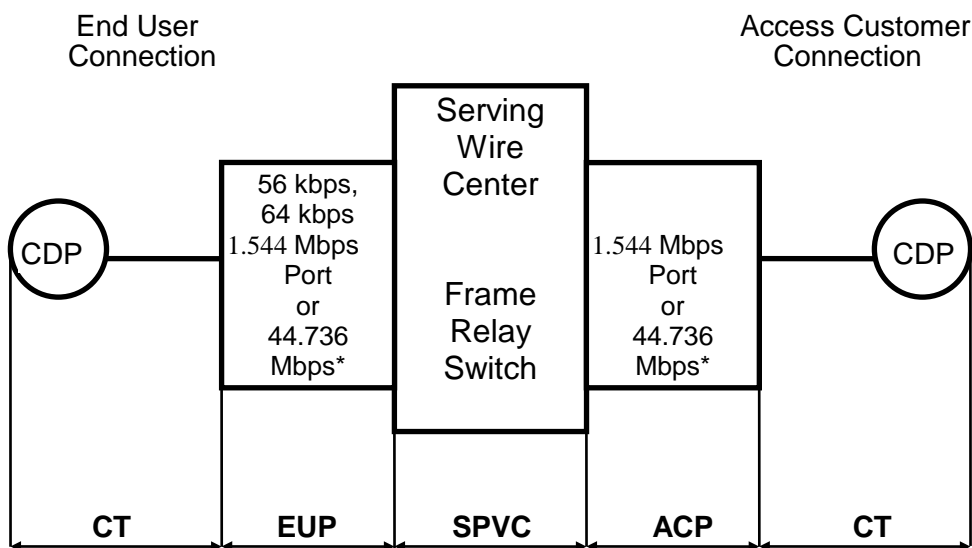 End User
Connection
Access Customer
Connection
Serving
Wire
Center
Frame
Relay
Switch
CDP
56 kbps,
64 kbps
1.544 Mbps
Port
or
44.736
Mbps*
1.544 Mbps
Port
or
44.736
Mbps*
CDP
CT
EUP
SPVC
ACP
CT